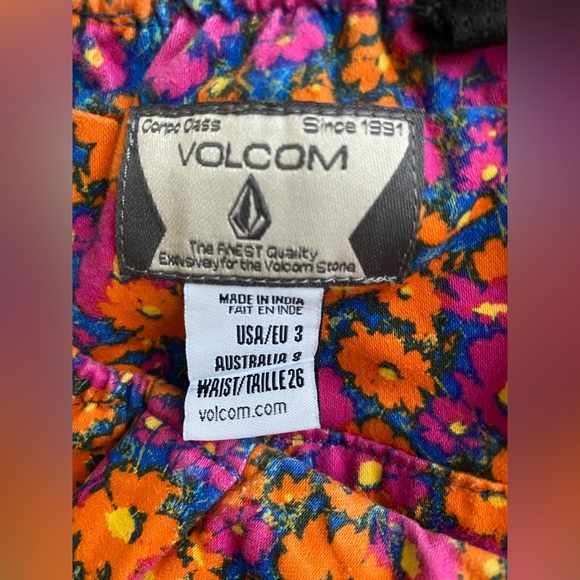 Corpo Class Since 1991
VOLCOM
The FINEST Quality
Exclusively for the Volcom Stone
MADE IN INDIA
FAIT EN INDE
USA/EU 3
AUSTRALIA 8
WAIST/TAILLE 26
volcom.com